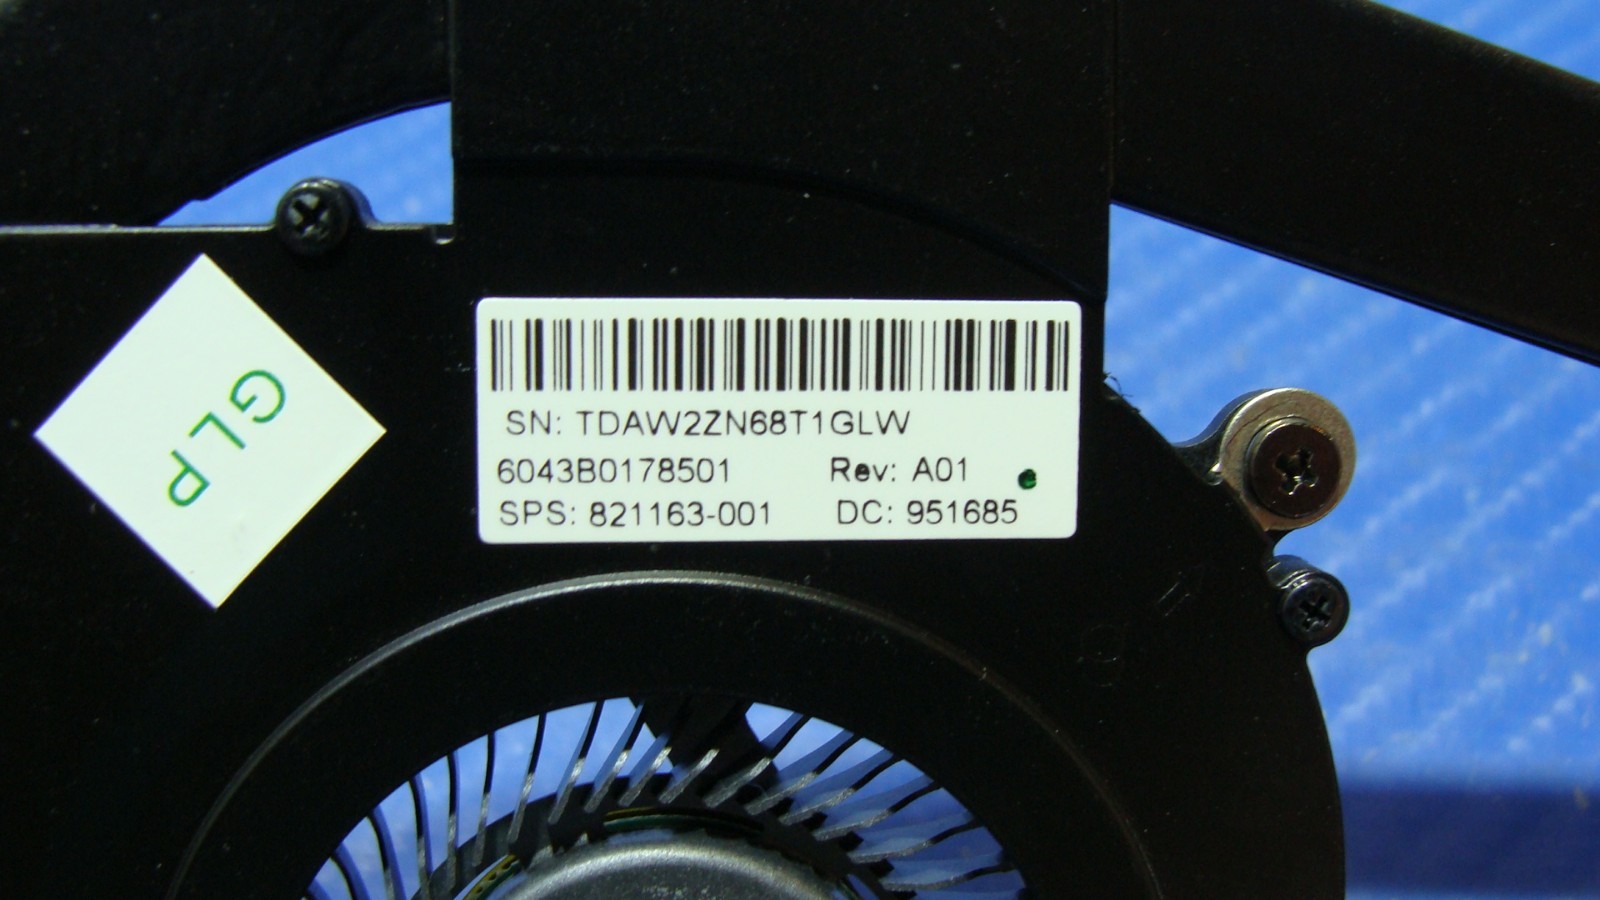 GLP
SN: TDAW2ZN68T1GLW
6043B0178501 Rev: A01
SPS: 821163-001 DC: 951685